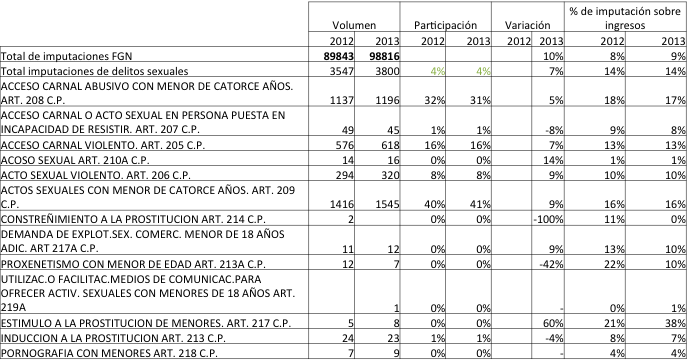 Volumen Participación Variación % de imputación sobre ingresos
2012 2013 2012 2013 2012 2013 2012 2013
Total de imputaciones FGN 89843 98816 10% 8% 9%
Total imputaciones de delitos sexuales 3547 3800 4% 4% 7% 14% 14%
ACCESO CARNAL ABUSIVO CON MENOR DE CATORCE AÑOS.
ART. 208 C.P. 1137 1196 32% 31% 5% 18% 17%
ACCESO CARNAL O ACTO SEXUAL EN PERSONA PUESTA EN
INCAPACIDAD DE RESISTIR. ART. 207 C.P. 49 45 1% 1% -8% 9% 8%
ACCESO CARNAL VIOLENTO. ART. 205 C.P. 576 618 16% 16% 7% 13% 13%
ACOSO SEXUAL ART. 210A C.P. 14 16 0% 0% 14% 1% 1%
ACTO SEXUAL VIOLENTO. ART. 206 C.P. 294 320 8% 8% 9% 10% 10%
ACTOS SEXUALES CON MENOR DE CATORCE AÑOS. ART. 209
C.P. 1416 1545 40% 41% 9% 16% 16%
CONSTREÑIMIENTO A LA PROSTITUCION ART. 214 C.P. 2 0% 0% -100% 11% 0%
DEMANDA DE EXPLOT.SEX. COMERC. MENOR DE 18 AÑOS
ADIC. ART 217A C.P. 11 12 0% 0% 9% 13% 10%
PROXENETISMO CON MENOR DE EDAD ART. 213A C.P. 12 7 0% 0% -42% 22% 10%
UTILIZAC.O FACILITAC.MEDIOS DE COMUNICAC.PARA
OFRECER ACTIV. SEXUALES CON MENORES DE 18 AÑOS ART.
219A 1 0% 0% - 0% 1%
ESTIMULO A LA PROSTITUCION DE MENORES. ART. 217 C.P. 5 8 0% 0% 60% 21% 38%
INDUCCION A LA PROSTITUCION ART. 213 C.P. 24 23 1% 1% -4% 8% 7%
PORNOGRAFIA CON MENORES ART. 218 C.P. 7 9 0% 0% - 4% 4%